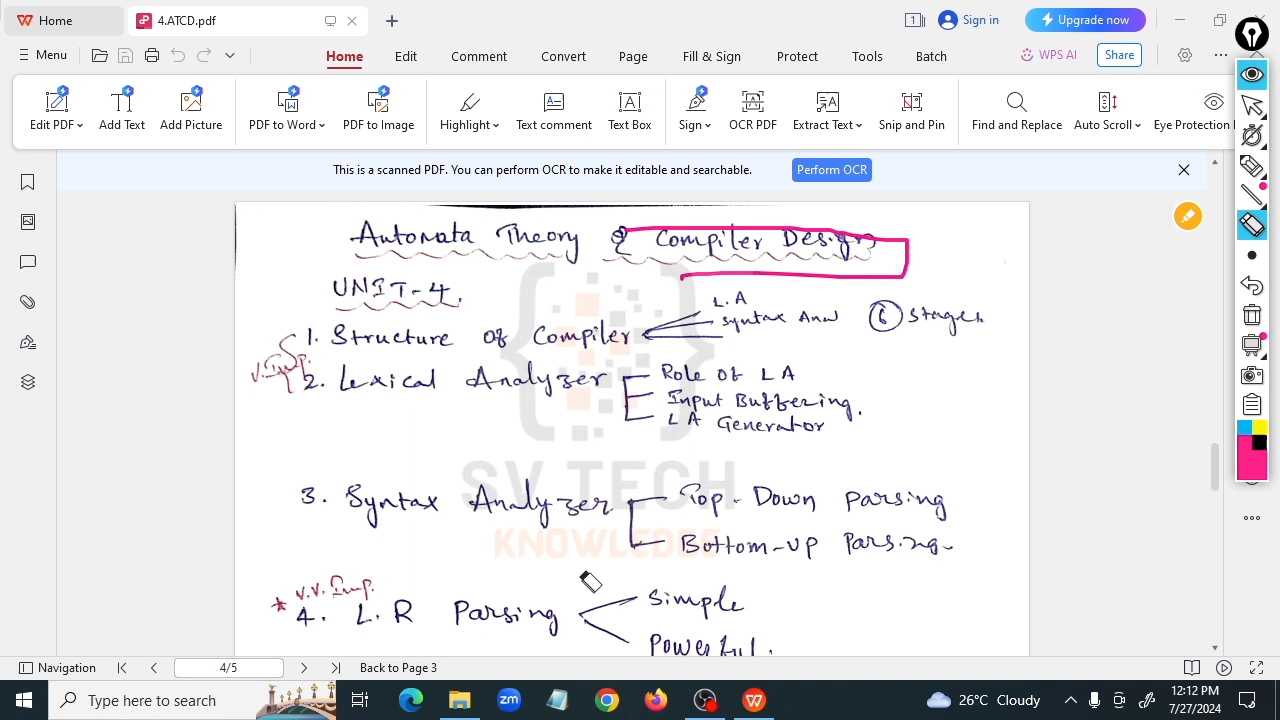 Home
4.ATCD.pdf
Sign in
Upgrade now
Menu
Home Edit Comment Convert Page Fill & Sign Protect Tools Batch
WPS AI
Share
Edit PDF Add Text Add Picture PDF to Word PDF to Image Highlight Text comment Text Box Sign OCR PDF Extract Text Snip and Pin Find and Replace Auto Scroll Eye Protection
This is a scanned PDF. You can perform OCR to make it editable and searchable.
Perform OCR
Automata Theory & Compiler Design
UNIT-4.
L.A
Syntax Anal
6 Stages
1. Structure of Compiler
V.Imp.
2. Lexical Analyzer
Role of LA
Input Buffering.
LA Generator
SV TECH
KNOWLEDGE
3. Syntax Analyzer
Top-Down Parsing
Bottom-up Parsing
* V.V.Imp.
4. L.R Parsing
Simple
Powerful.
Navigation
4/5
Back to Page 3
Type here to search
zm
26°C Cloudy
12:12 PM
7/27/2024